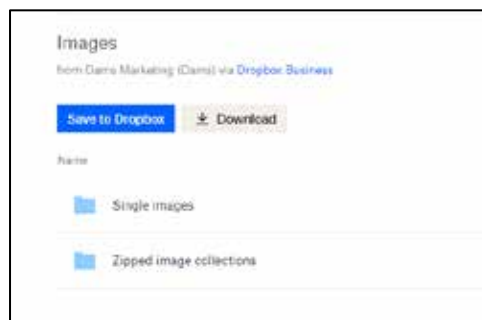 Images
from Dams Marketing (Dams) via Dropbox Business
Save to Dropbox
Download
Name
Single images
Zipped image collections